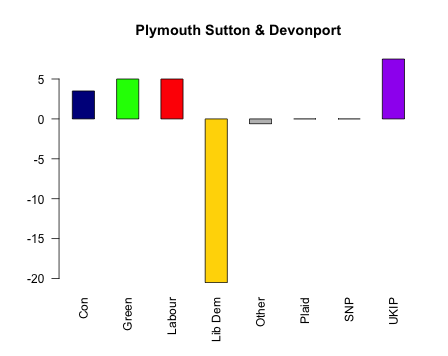 Plymouth Sutton & Devonport
5
0
-5
-10
-15
-20
Con
Green
Labour
Lib Dem
Other
Plaid
SNP
UKIP